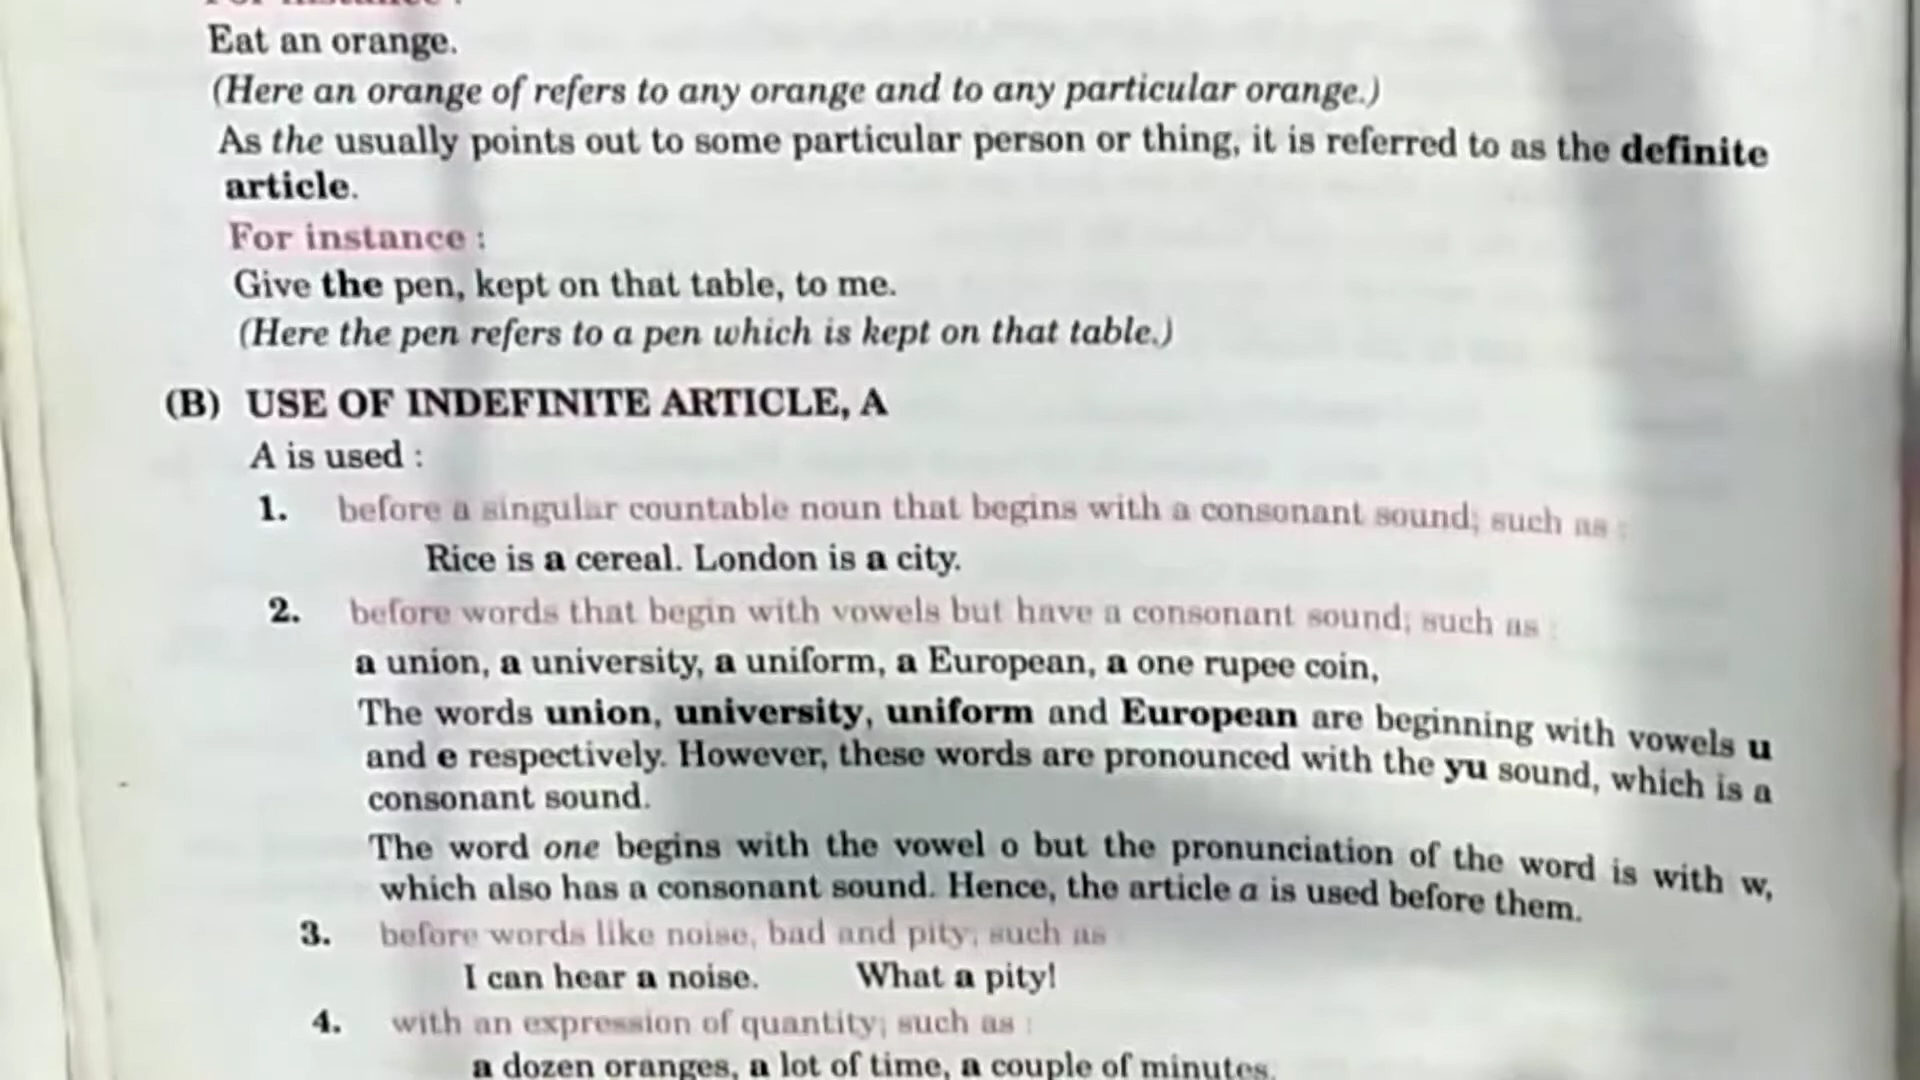 For instance :
Eat an orange.
(Here an orange of refers to any orange and to any particular orange.)
As the usually points out to some particular person or thing, it is referred to as the definite
article.
For instance :
Give the pen, kept on that table, to me.
(Here the pen refers to a pen which is kept on that table.)
(B) USE OF INDEFINITE ARTICLE, A
A is used :
1. before a singular countable noun that begins with a consonant sound; such as :
Rice is a cereal. London is a city.
2. before words that begin with vowels but have a consonant sound; such as :
a union, a university, a uniform, a European, a one rupee coin,
The words union, university, uniform and European are beginning with vowels u
and e respectively. However, these words are pronounced with the yu sound, which is a
consonant sound.
The word one begins with the vowel o but the pronunciation of the word is with w,
which also has a consonant sound. Hence, the article a is used before them.
3. before words like noise, bad and pity; such as
I can hear a noise. What a pity!
4. with an expression of quantity; such as :
a dozen oranges, a lot of time, a couple of minutes.